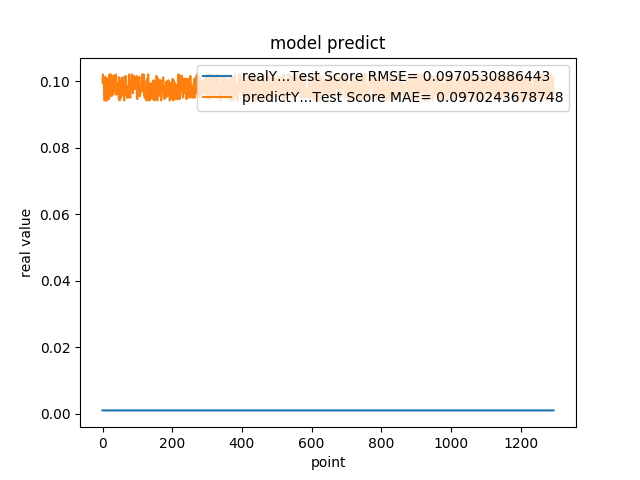 model predict
realY...Test Score RMSE= 0.0970530886443
predictY...Test Score MAE= 0.0970243678748
0.10
0.08
0.06
0.04
0.02
0.00
real value
0 200 400 600 800 1000 1200
point